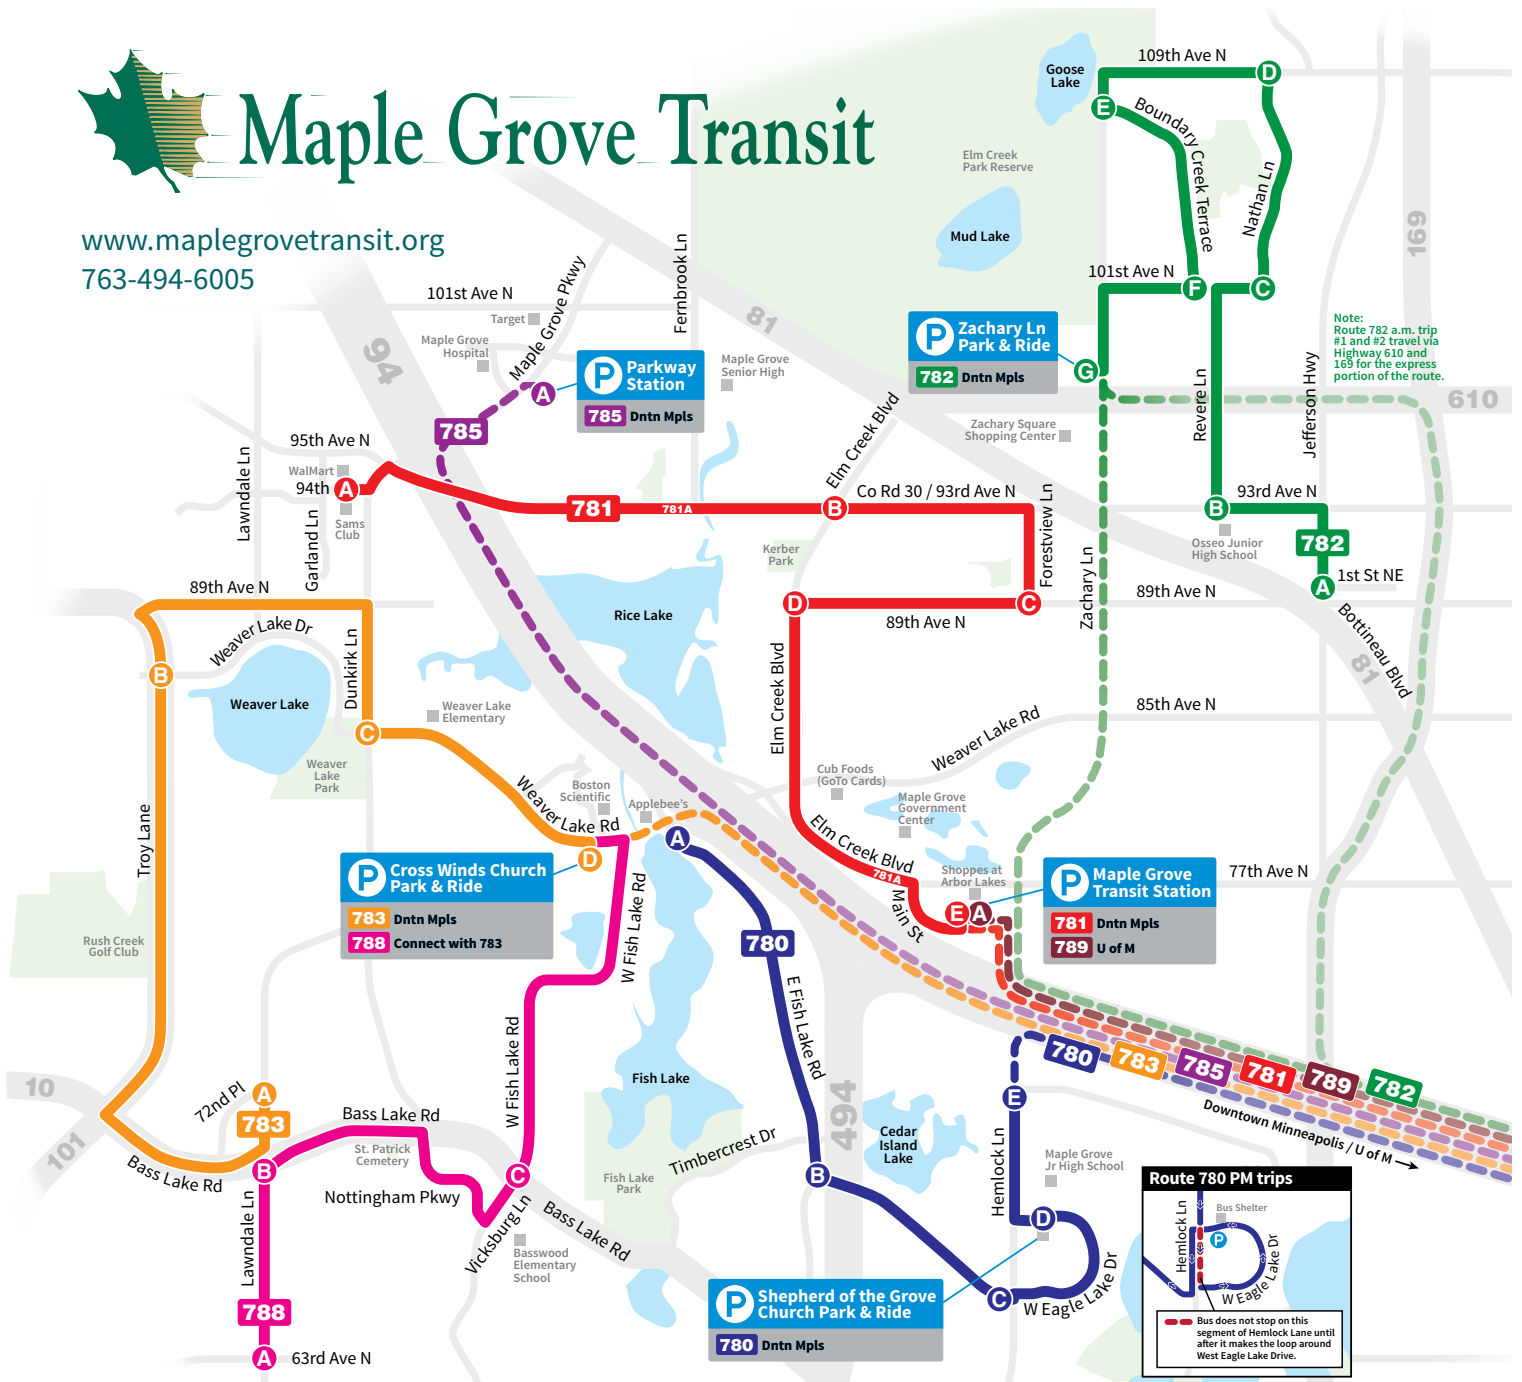 Maple Grove Transit
www.maplegrovetransit.org
763-494-6005
109th Ave N
Goose
Lake
D
E
Boundary Creek Terrace
Nathan Ln
Elm Creek
Park Reserve
Mud Lake
169
101st Ave N
F
C
Fernbrook Ln
Maple Grove Pkwy
101st Ave N
Target
Maple Grove
Hospital
81
94
Zachary Ln
Park & Ride
782 Dntn Mpls
G
Note:
Route 782 a.m. trip
#1 and #2 travel via
Highway 610 and
169 for the express
portion of the route.
Parkway
Station
785 Dntn Mpls
A
Maple Grove
Senior High
Revere Ln
Jefferson Hwy
610
785
Elm Creek Blvd
Zachary Square
Shopping Center
95th Ave N
Lawndale Ln
WalMart
94th
A
Sams
Club
Garland Ln
781
781A
B
Co Rd 30 / 93rd Ave N
Forestview Ln
B
93rd Ave N
Osseo Junior
High School
782
Kerber
Park
Zachary Ln
A
1st St NE
89th Ave N
89th Ave N
Rice Lake
D
C
89th Ave N
Bottineau Blvd
81
Weaver Lake Dr
Dunkirk Ln
B
Weaver Lake
Weaver Lake
Elementary
C
Elm Creek Blvd
Weaver Lake Rd
85th Ave N
Weaver
Lake
Park
Boston
Scientific
Applebee's
Weaver Lake Rd
Cub Foods
(GoTo Cards)
Maple Grove
Government
Center
Troy Lane
A
D
Elm Creek Blvd
781A
Cross Winds Church
Park & Ride
783 Dntn Mpls
788 Connect with 783
W Fish Lake Rd
Main St
Shoppes at
Arbor Lakes
E
A
Maple Grove
Transit Station
781 Dntn Mpls
789 U of M
77th Ave N
Rush Creek
Golf Club
780
E Fish Lake Rd
W Fish Lake Rd
780
783
785
781
789
782
Downtown Minneapolis / U of M
10
101
72nd Pl
A
783
Bass Lake Rd
Fish Lake
494
E
Cedar
Island
Lake
Hemlock Ln
St. Patrick
Cemetery
Bass Lake Rd
B
Nottingham Pkwy
C
Timbercrest Dr
Fish Lake
Park
B
Maple Grove
Jr High School
D
Lawndale Ln
Vicksburg Ln
Bass Lake Rd
Basswood
Elementary
School
788
A
63rd Ave N
Shepherd of the Grove
Church Park & Ride
780 Dntn Mpls
C
W Eagle Lake Dr
Route 780 PM trips
Hemlock Ln
Bus Shelter
P
W Eagle Lake Dr
Bus does not stop on this
segment of Hemlock Lane until
after it makes the loop around
West Eagle Lake Drive.